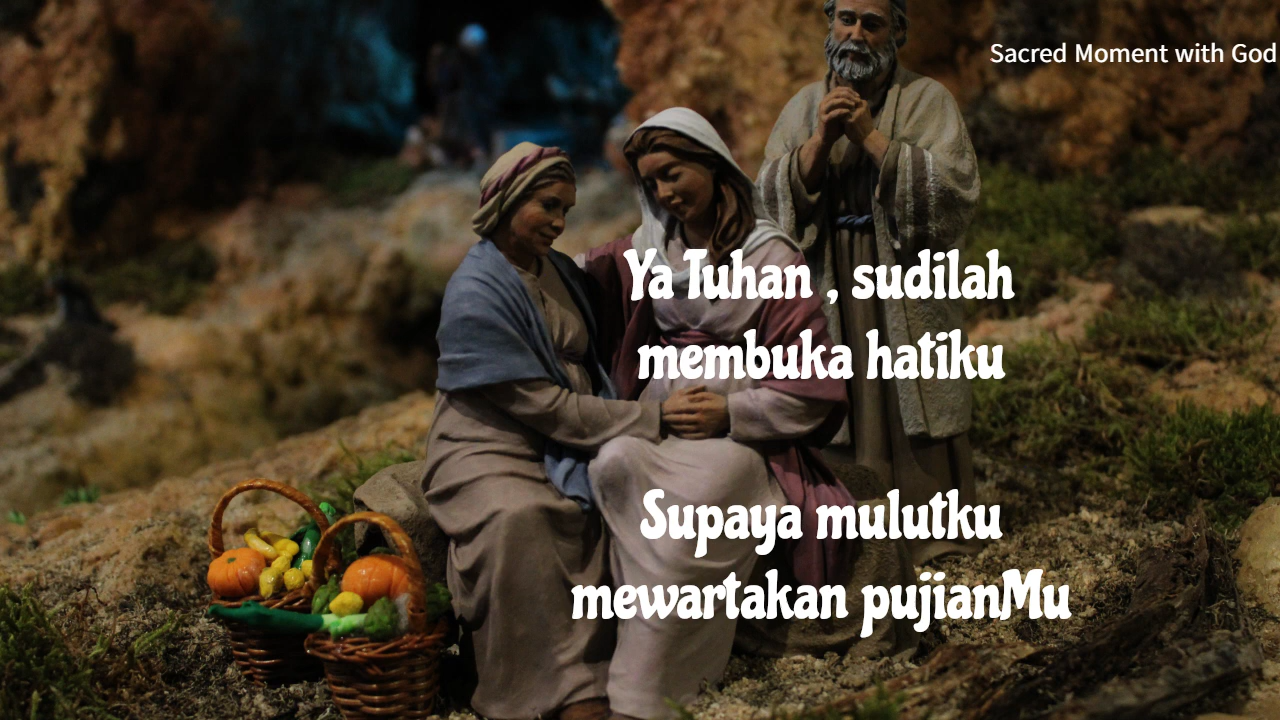 Sacred Moment with God
Ya Tuhan , sudilah
membuka hatiku
Supaya mulutku
mewartakan pujianMu